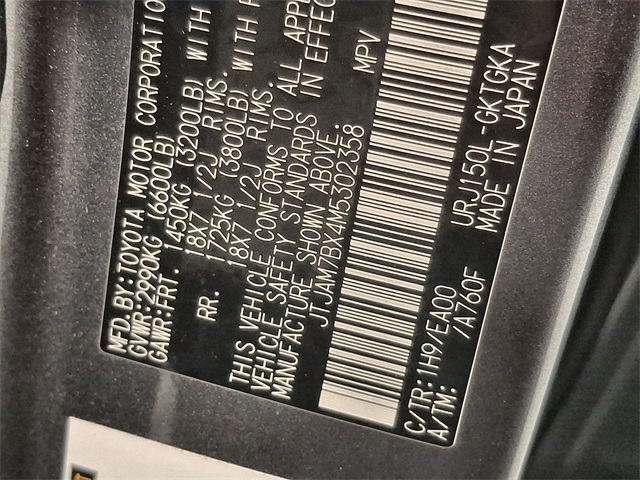 MFD.BY:TOYOTA MOTOR CORPORATION
GVWR:2990KG (6600LB)
GAWR:FRT. 1450KG (3200LB) WITH
18X7 1/2J RIMS.
RR. 1725KG (3800LB) WITH
18X7 1/2J RIMS.
THIS VEHICLE CONFORMS TO ALL APPL
VEHICLE SAFETY STANDARDS IN EFFEC
MANUFACTURE SHOWN ABOVE.
JTJAM7BX4M5302358 MPV
URJ150L-GKTGKA
C/TR:1H9/EA00 MADE IN JAPAN
A/TM: /A760F